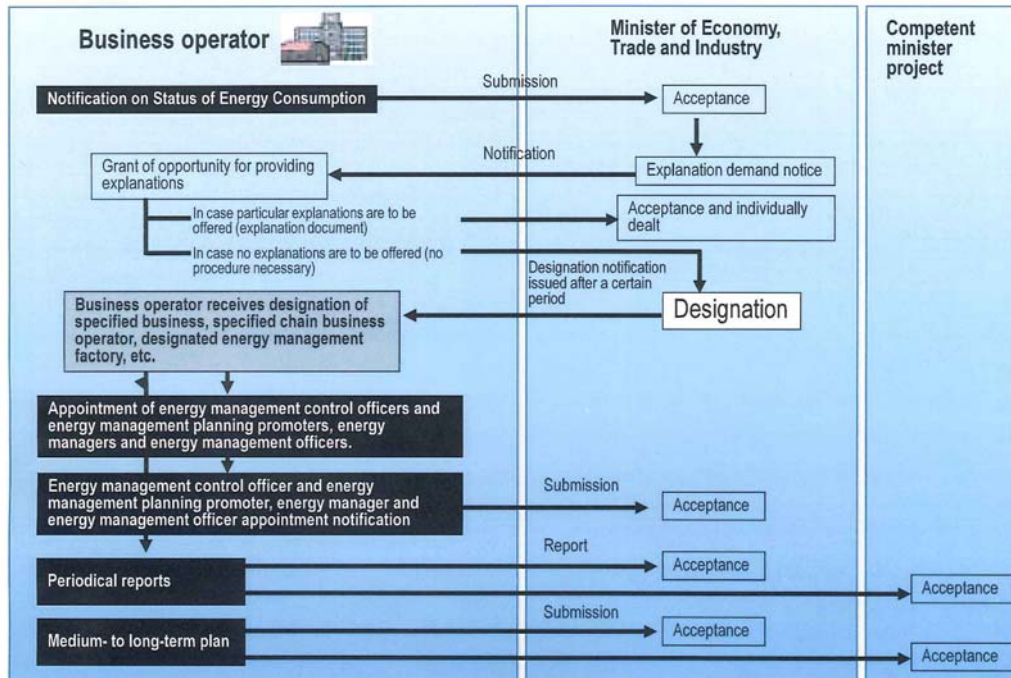 Business operator
Minister of Economy,
Trade and Industry
Competent
minister
project
Notification on Status of Energy Consumption
Submission
Acceptance
Notification
Explanation demand notice
Grant of opportunity for providing
explanations
In case particular explanations are to be
offered (explanation document)
Acceptance and individually
dealt
In case no explanations are to be offered (no
procedure necessary)
Designation notification
issued after a certain
period
Designation
Business operator receives designation of
specified business, specified chain business
operator, designated energy management
factory, etc.
Appointment of energy management control officers and
energy management planning promoters, energy
managers and energy management officers.
Energy management control officer and energy
management planning promoter, energy manager and
energy management officer appointment notification
Submission
Acceptance
Periodical reports
Report
Acceptance
Acceptance
Medium- to long-term plan
Submission
Acceptance
Acceptance